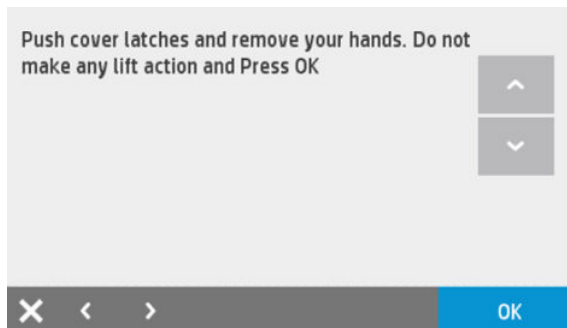 Push cover latches and remove your hands. Do not
make any lift action and Press OK
OK